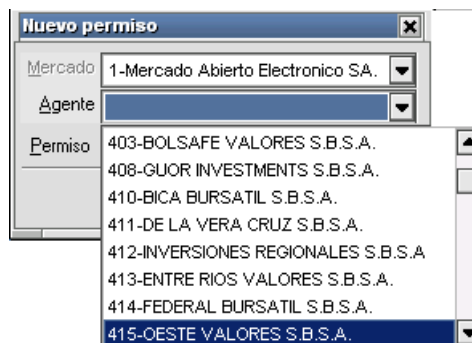 Nuevo permiso
Mercado 1-Mercado Abierto Electronico SA.
Agente
Permiso
403-BOLSAFE VALORES S.B.S.A.
408-GUOR INVESTMENTS S.B.S.A.
410-BICA BURSATIL S.B.S.A.
411-DE LA VERA CRUZ S.B.S.A.
412-INVERSIONES REGIONALES S.B.S.A
413-ENTRE RIOS VALORES S.B.S.A.
414-FEDERAL BURSATIL S.B.S.A.
415-OESTE VALORES S.B.S.A.